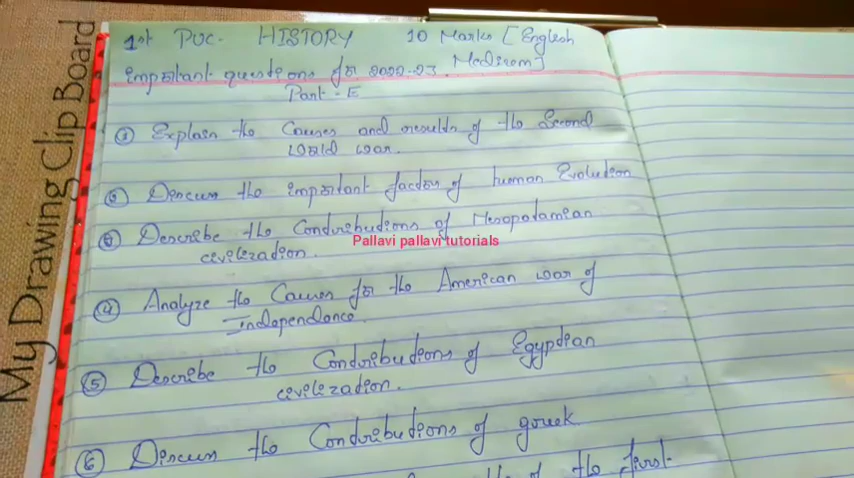 My Drawing Clip Board
1st PUC. HISTORY 10 Marks [English
important questions for 2022-23. Medium]
Part - E
① Explain the Causes and results of the Second
World war.
② Discuss the important factors of human Evolution
③ Describe the Contributions of Mesopotamian
Pallavi pallavi tutorials
civilization.
④ Analyze the Causes for the American war of
Independence.
⑤ Describe the Contributions of Egyptian
civilization.
⑥ Discuss the Contributions of greek
of the first